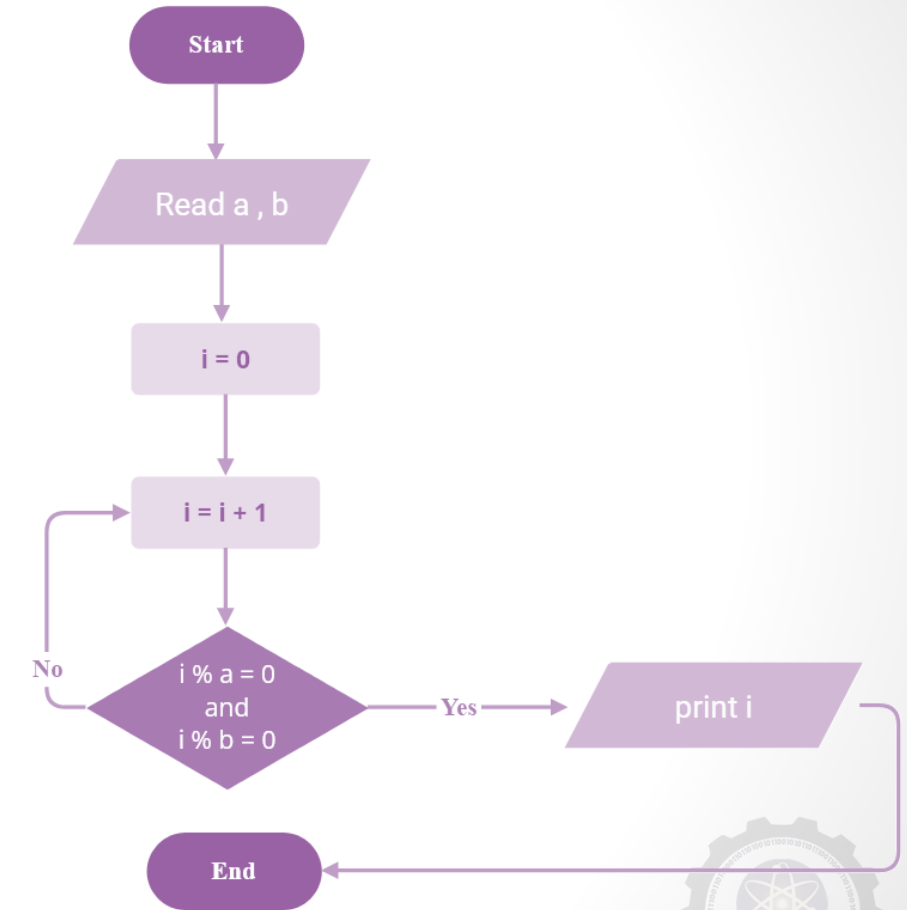 Start
Read a , b
i = 0
i = i + 1
No
i % a = 0
and
i % b = 0
Yes
print i
End